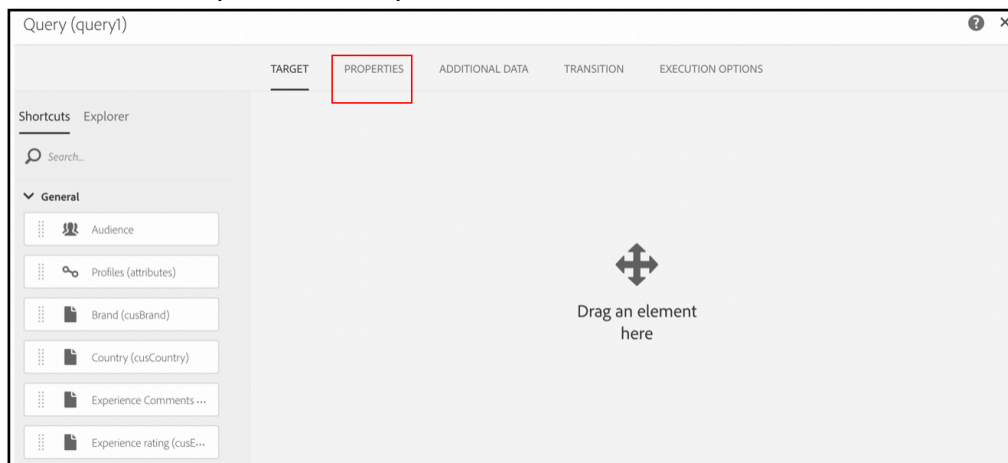 Query (query1)
TARGET PROPERTIES ADDITIONAL DATA TRANSITION EXECUTION OPTIONS
Shortcuts Explorer
Search...
General
Audience
Profiles (attributes)
Brand (cusBrand)
Country (cusCountry)
Experience Comments ...
Experience rating (cusE...
Drag an element
here